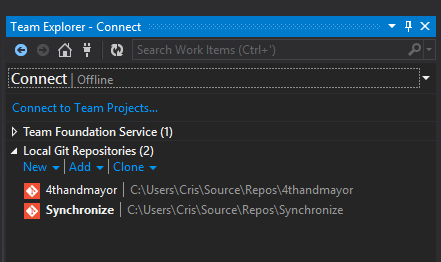 Team Explorer - Connect
Search Work Items (Ctrl+')
Connect | Offline
Connect to Team Projects...
Team Foundation Service (1)
Local Git Repositories (2)
New | Add | Clone
4thandmayor | C:\Users\Cris\Source\Repos\4thandmayor
Synchronize | C:\Users\Cris\Source\Repos\Synchronize